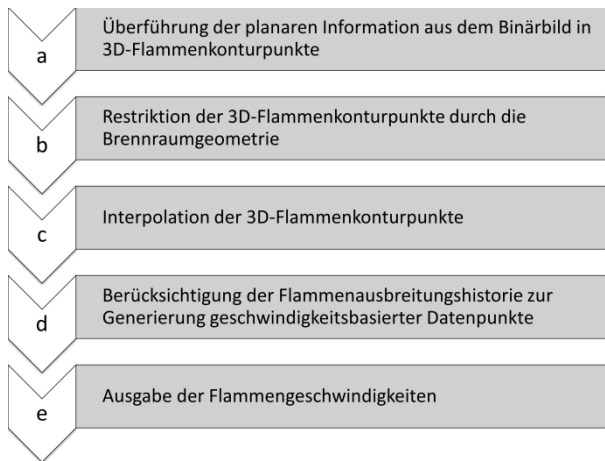 a
Überführung der planaren Information aus dem Binärbild in
3D-Flammenkonturpunkte
b
Restriktion der 3D-Flammenkonturpunkte durch die
Brennraumgeometrie
c
Interpolation der 3D-Flammenkonturpunkte
d
Berücksichtigung der Flammenausbreitungshistorie zur
Generierung geschwindigkeitsbasierter Datenpunkte
e
Ausgabe der Flammengeschwindigkeiten